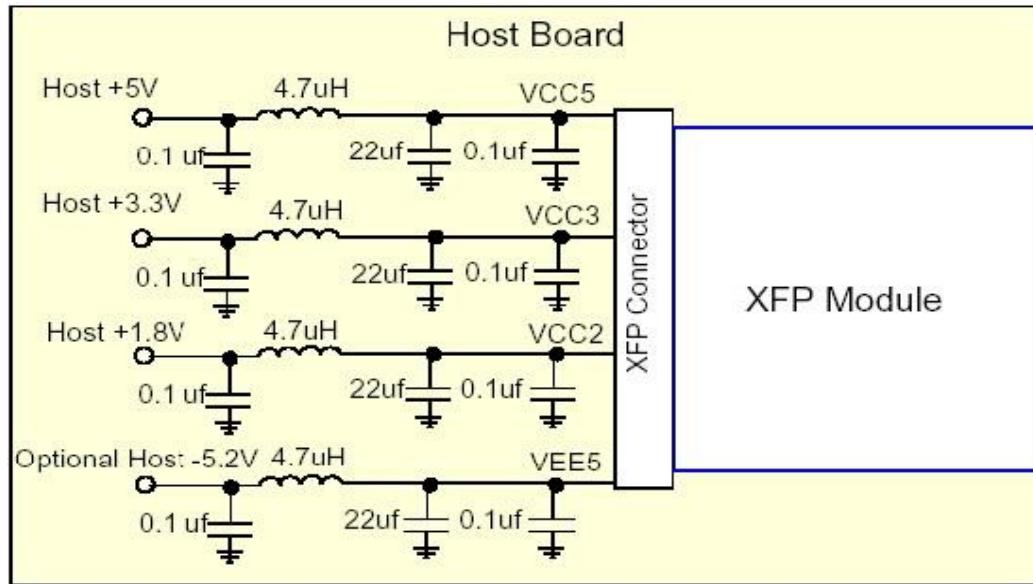 Host Board
Host +5V
4.7uH
VCC5
0.1 uf
22uf
0.1uf
Host +3.3V
4.7uH
VCC3
0.1 uf
22uf
0.1uf
Host +1.8V
4.7uH
VCC2
0.1 uf
22uf
0.1uf
Optional Host -5.2V
4.7uH
VEE5
0.1 uf
22uf
0.1uf
XFP Connector
XFP Module